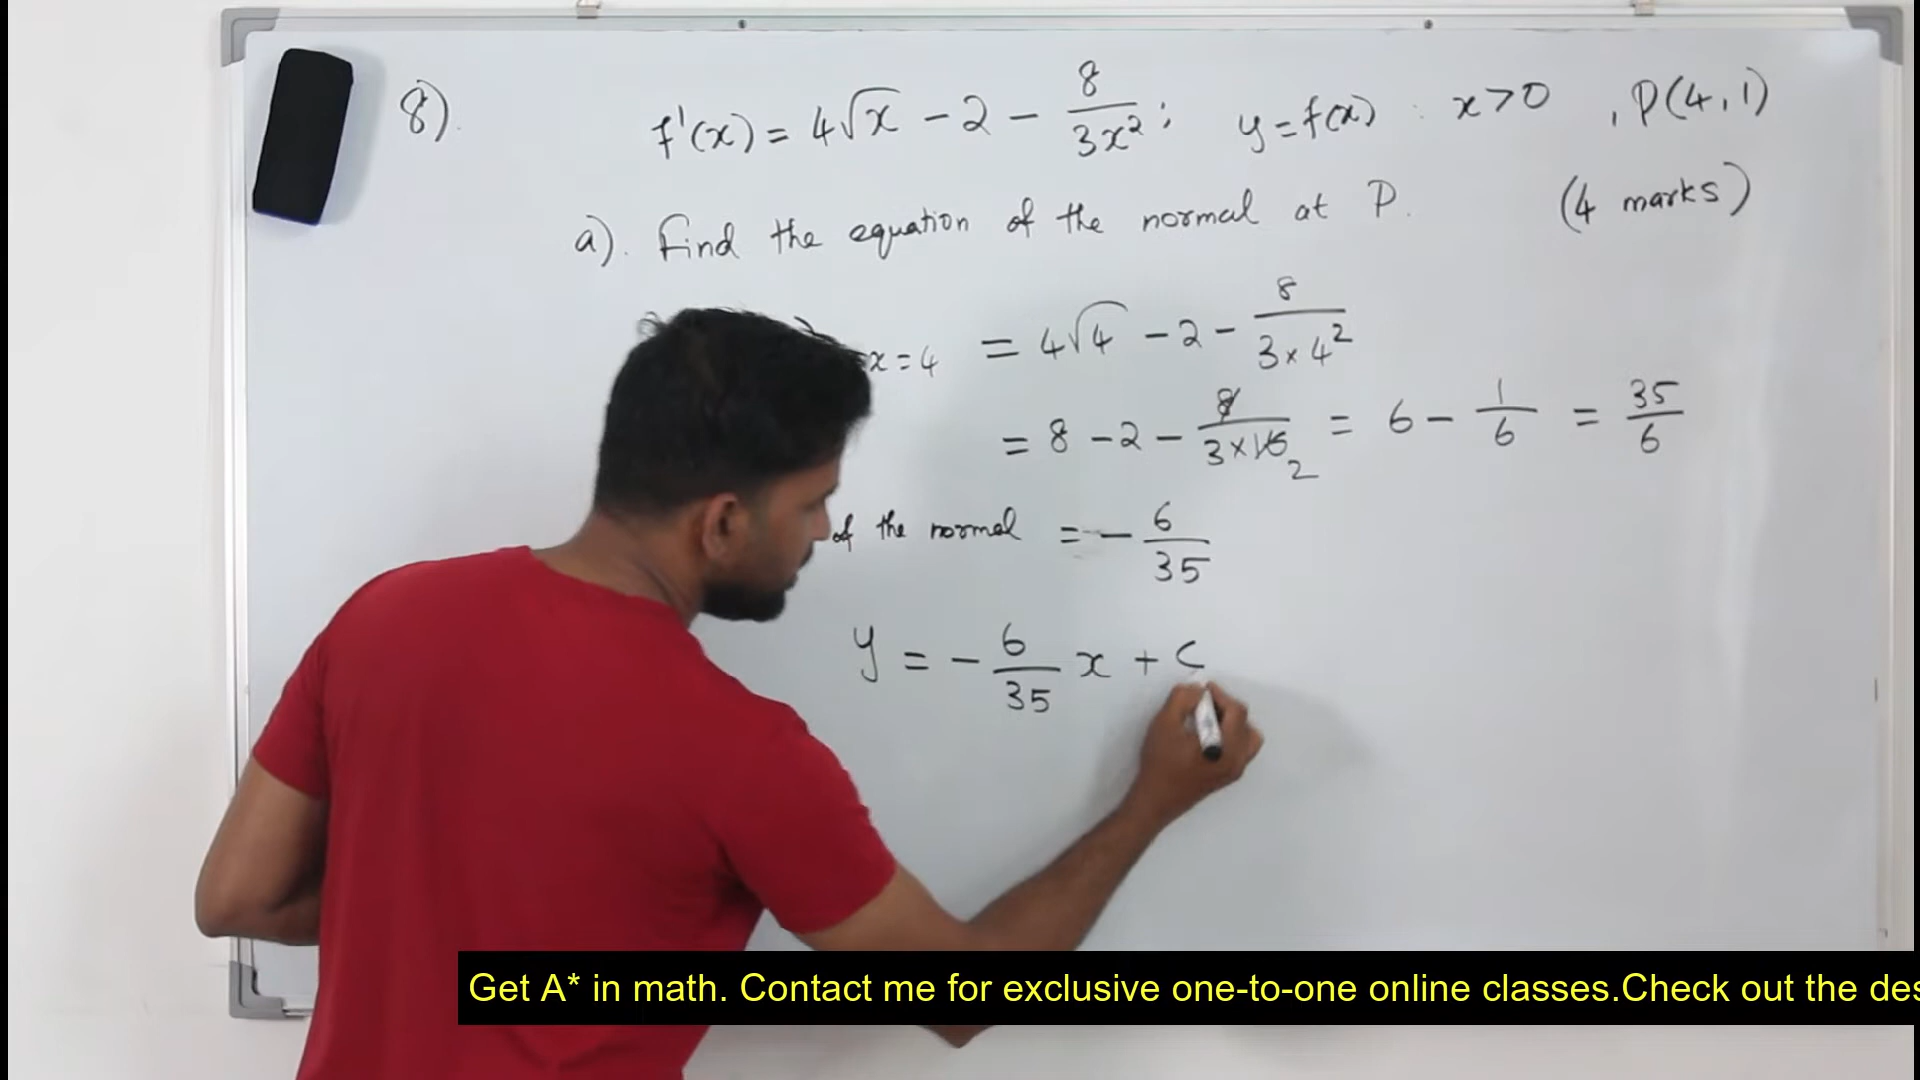 8). f'(x) = 4√x - 2 - 8/3x² ; y = f(x) : x>0 , P(4,1)
a). Find the equation of the normal at P. (4 marks)
x = 4 = 4√4 - 2 - 8/3×4²
= 8 - 2 - 8/3×16 2 = 6 - 1/6 = 35/6
of the normal = - 6/35
y = - 6/35 x + c
Get A* in math. Contact me for exclusive one-to-one online classes.Check out the des